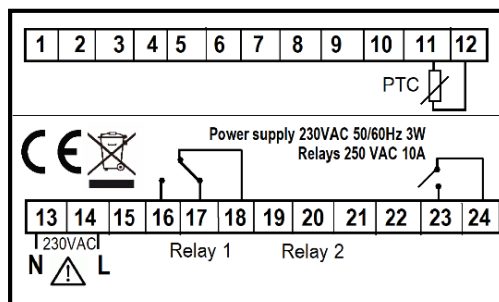 1 2 3 4 5 6 7 8 9 10 11 12
PTC
Power supply 230VAC 50/60Hz 3W
Relays 250 VAC 10A
CE
13 14 15 16 17 18 19 20 21 22 23 24
230VAC
N L
Relay 1 Relay 2